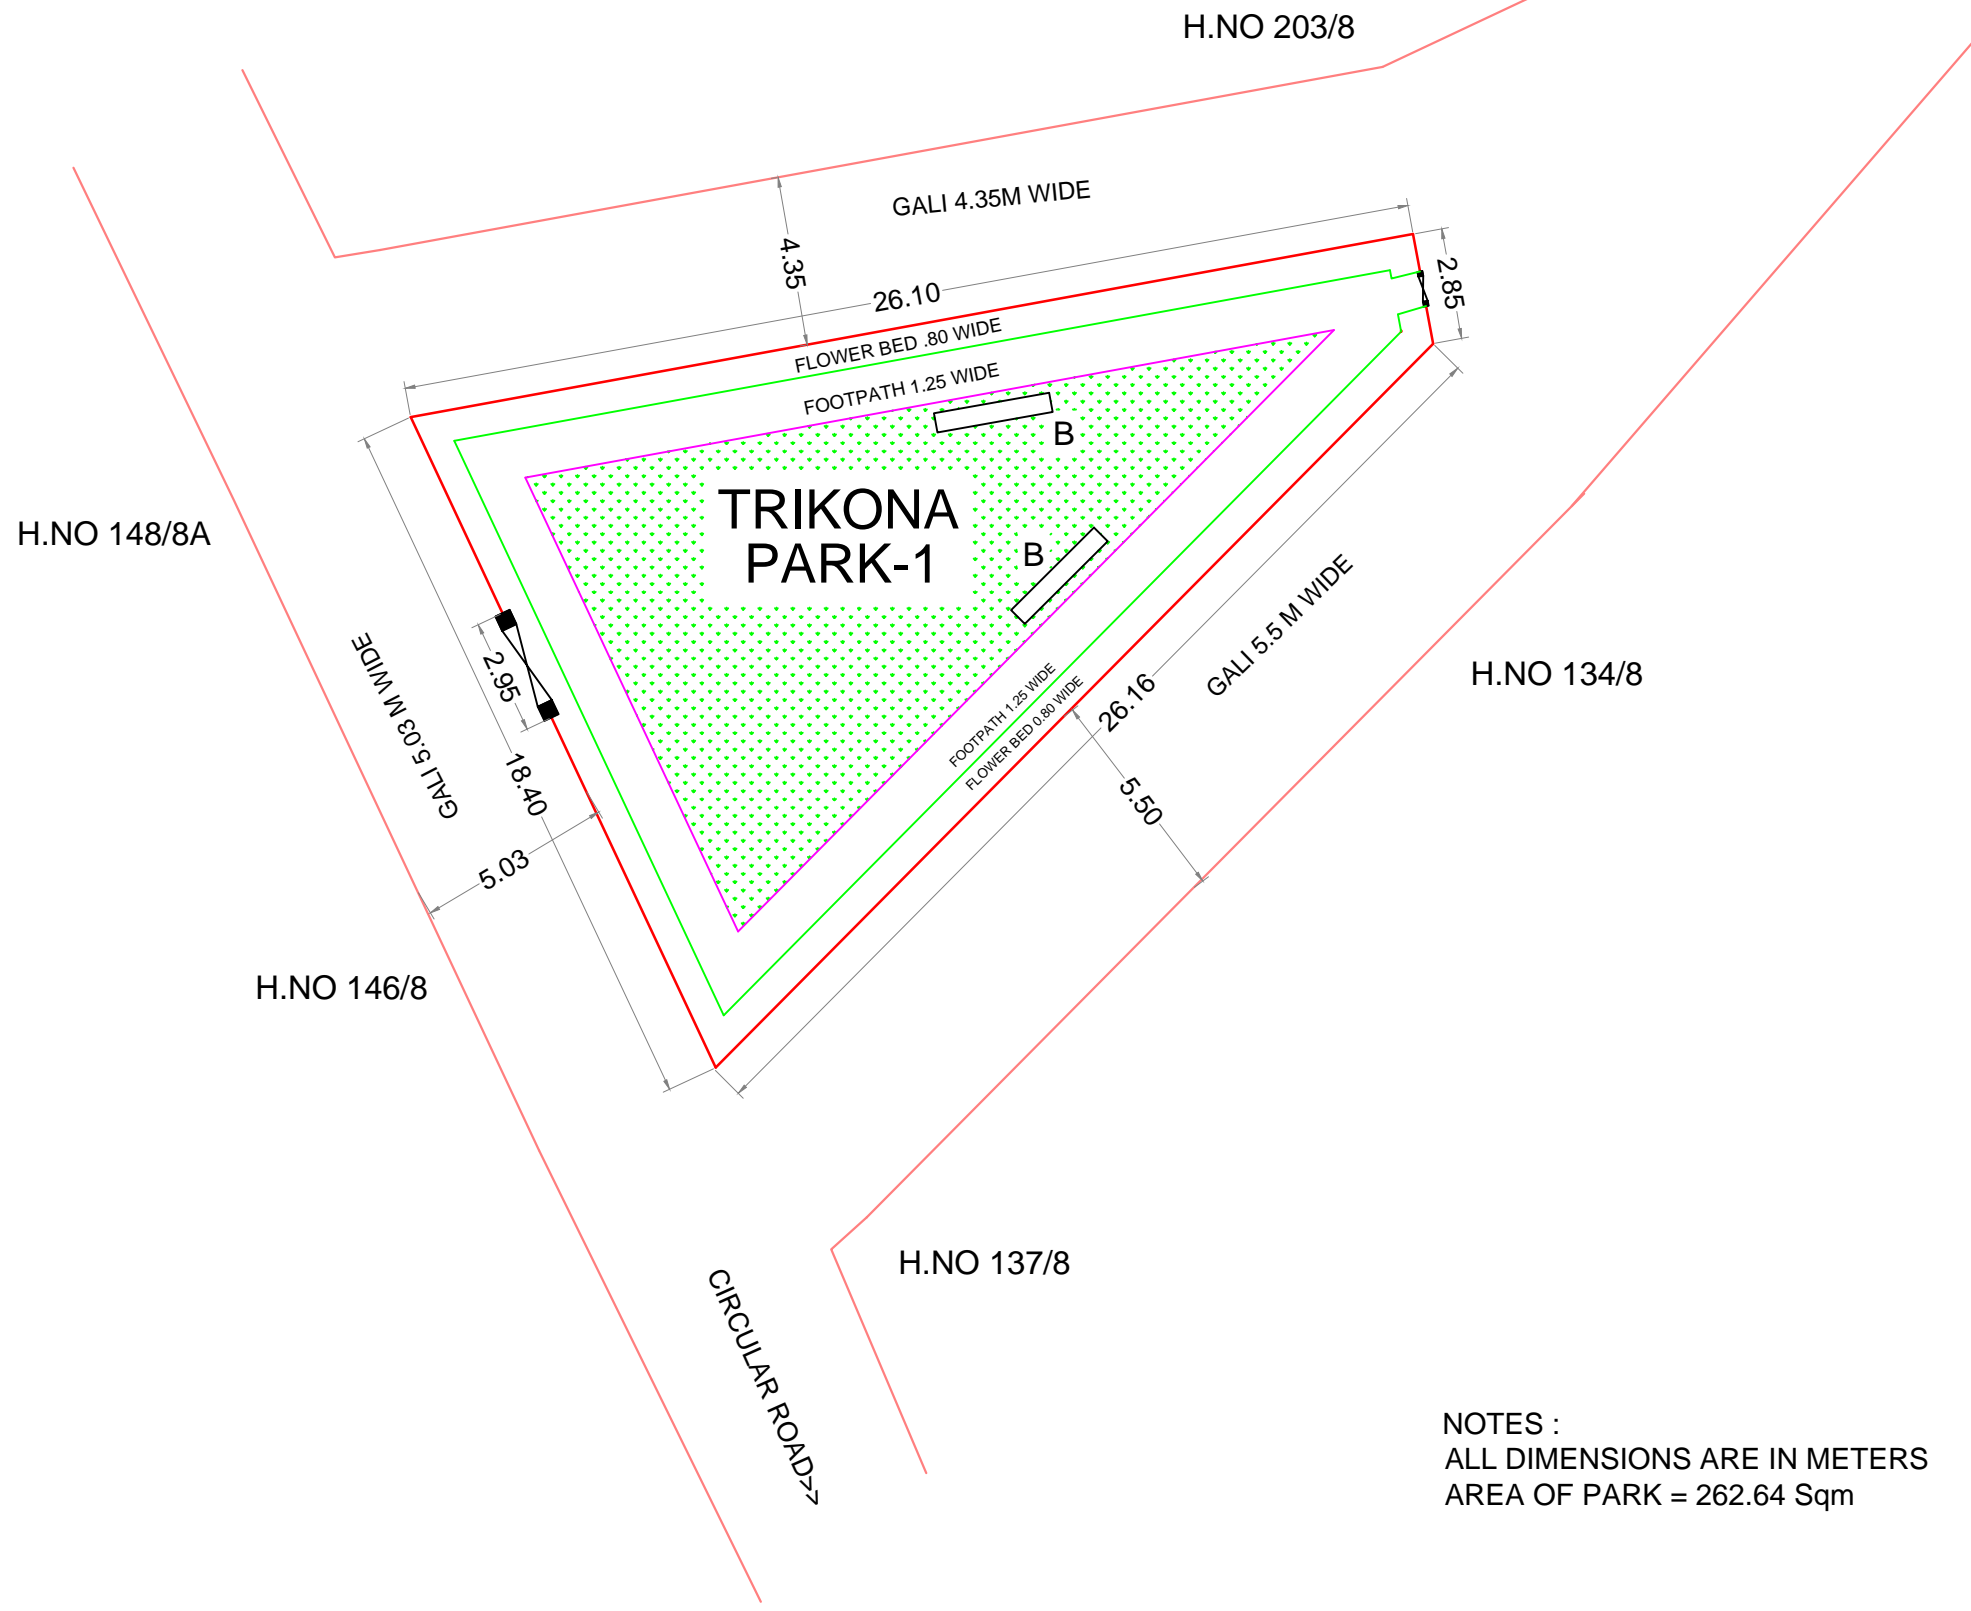 H.NO 203/8
GALI 4.35M WIDE
4.35
26.10
2.85
FLOWER BED .80 WIDE
FOOTPATH 1.25 WIDE
B
TRIKONA
PARK-1
B
H.NO 148/8A
GALI 5.03 M WIDE
2.95
18.40
5.03
GALI 5.5 M WIDE
H.NO 134/8
FOOTPATH 1.25 WIDE
FLOWER BED 0.80 WIDE
26.16
5.50
H.NO 146/8
H.NO 137/8
CIRCULAR ROAD>>
NOTES :
ALL DIMENSIONS ARE IN METERS
AREA OF PARK = 262.64 Sqm